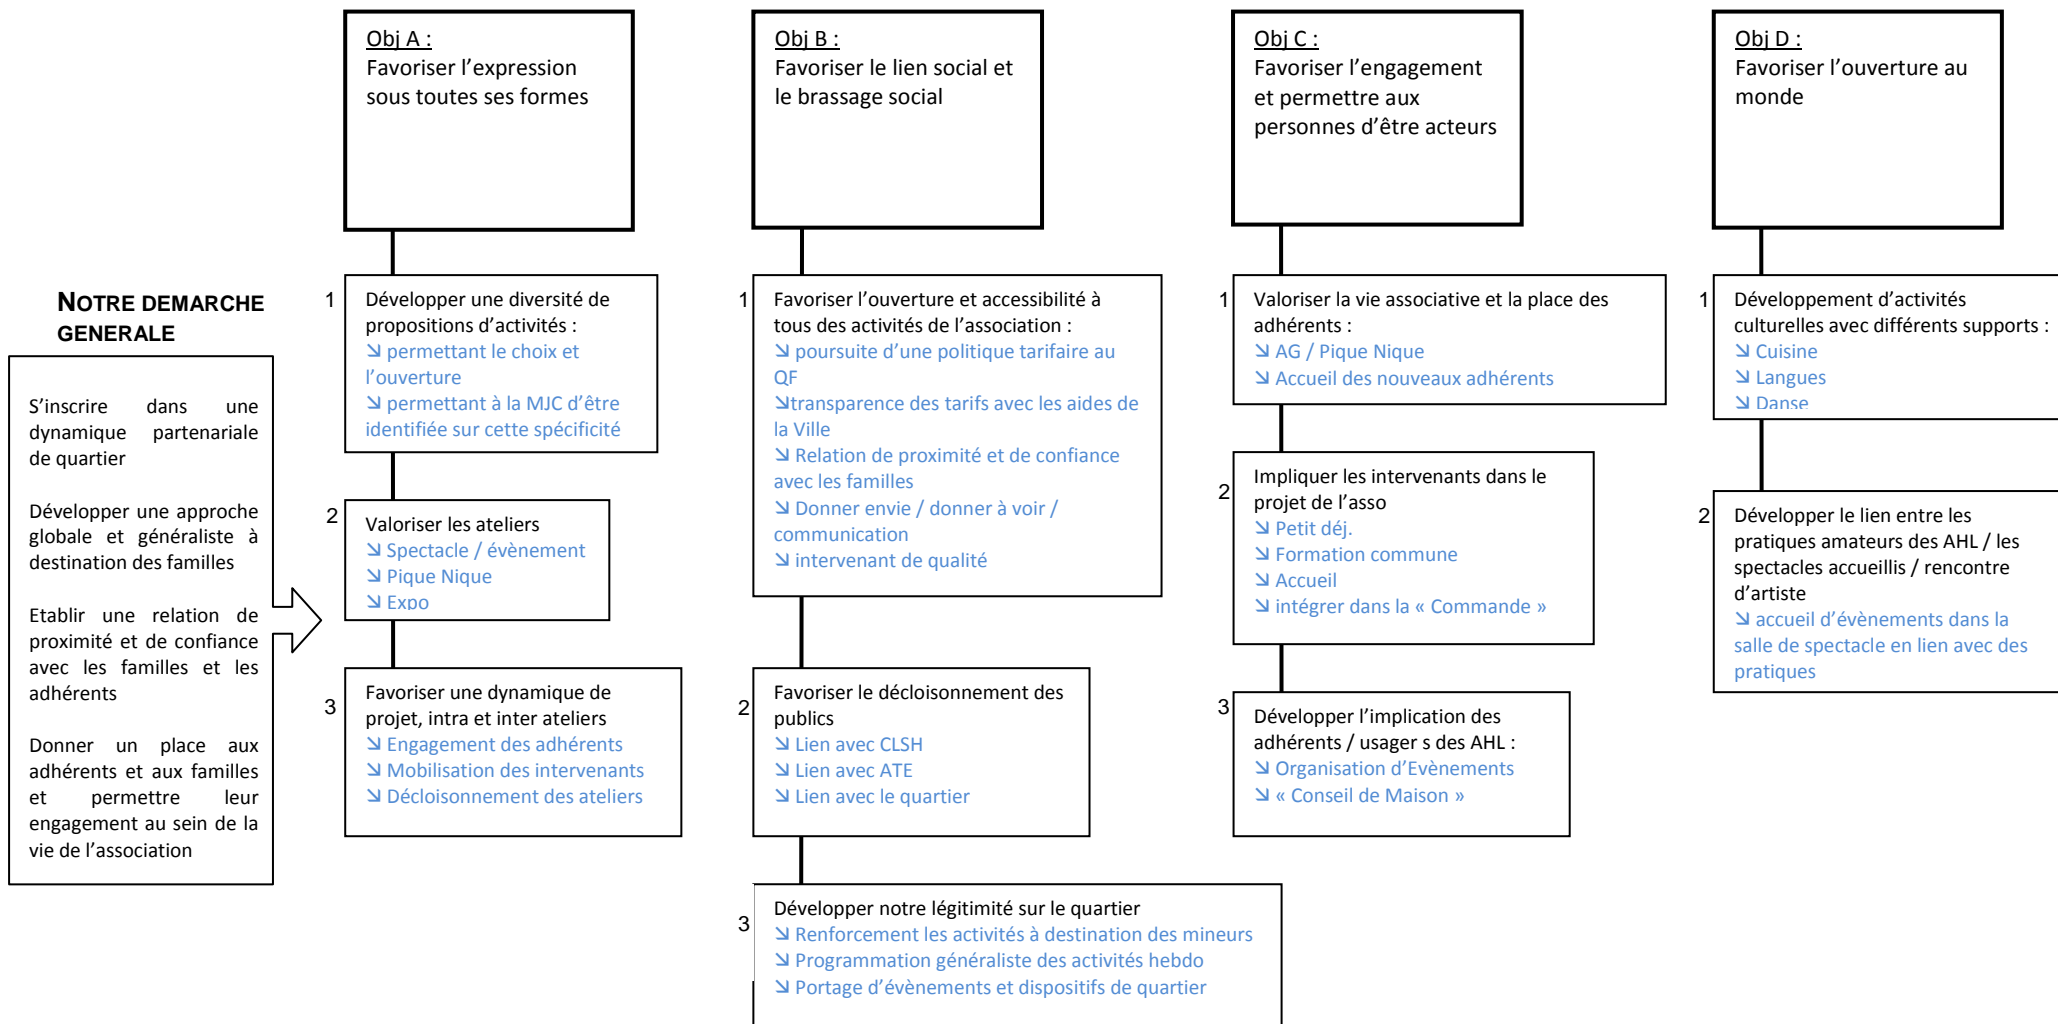 Obj A :
Favoriser l’expression
sous toutes ses formes
Obj B :
Favoriser le lien social et
le brassage social
Obj C :
Favoriser l’engagement
et permettre aux
personnes d’être acteurs
Obj D :
Favoriser l’ouverture au
monde
NOTRE DEMARCHE
GENERALE
S’inscrire dans une
dynamique partenariale
de quartier
Développer une approche
globale et généraliste à
destination des familles
Etablir une relation de
proximité et de confiance
avec les familles et les
adhérents
Donner un place aux
adhérents et aux familles
et permettre leur
engagement au sein de la
vie de l’association
1
Développer une diversité de
propositions d’activités :
↘ permettant le choix et
l’ouverture
↘ permettant à la MJC d’être
identifiée sur cette spécificité
2
Valoriser les ateliers
↘ Spectacle / évènement
↘ Pique Nique
↘ Expo
3
Favoriser une dynamique de
projet, intra et inter ateliers
↘ Engagement des adhérents
↘ Mobilisation des intervenants
↘ Décloisonnement des ateliers
1
Favoriser l’ouverture et accessibilité à
tous des activités de l’association :
↘ poursuite d’une politique tarifaire au
QF
↘transparence des tarifs avec les aides de
la Ville
↘ Relation de proximité et de confiance
avec les familles
↘ Donner envie / donner à voir /
communication
↘ intervenant de qualité
2
Favoriser le décloisonnement des
publics
↘ Lien avec CLSH
↘ Lien avec ATE
↘ Lien avec le quartier
3
Développer notre légitimité sur le quartier
↘ Renforcement les activités à destination des mineurs
↘ Programmation généraliste des activités hebdo
↘ Portage d’évènements et dispositifs de quartier
1
Valoriser la vie associative et la place des
adhérents :
↘ AG / Pique Nique
↘ Accueil des nouveaux adhérents
2
Impliquer les intervenants dans le
projet de l’asso
↘ Petit déj.
↘ Formation commune
↘ Accueil
↘ intégrer dans la « Commande »
3
Développer l’implication des
adhérents / usager s des AHL :
↘ Organisation d’Evènements
↘ « Conseil de Maison »
1
Développement d’activités
culturelles avec différents supports :
↘ Cuisine
↘ Langues
↘ Danse
2
Développer le lien entre les
pratiques amateurs des AHL / les
spectacles accueillis / rencontre
d’artiste
↘ accueil d’évènements dans la
salle de spectacle en lien avec des
pratiques